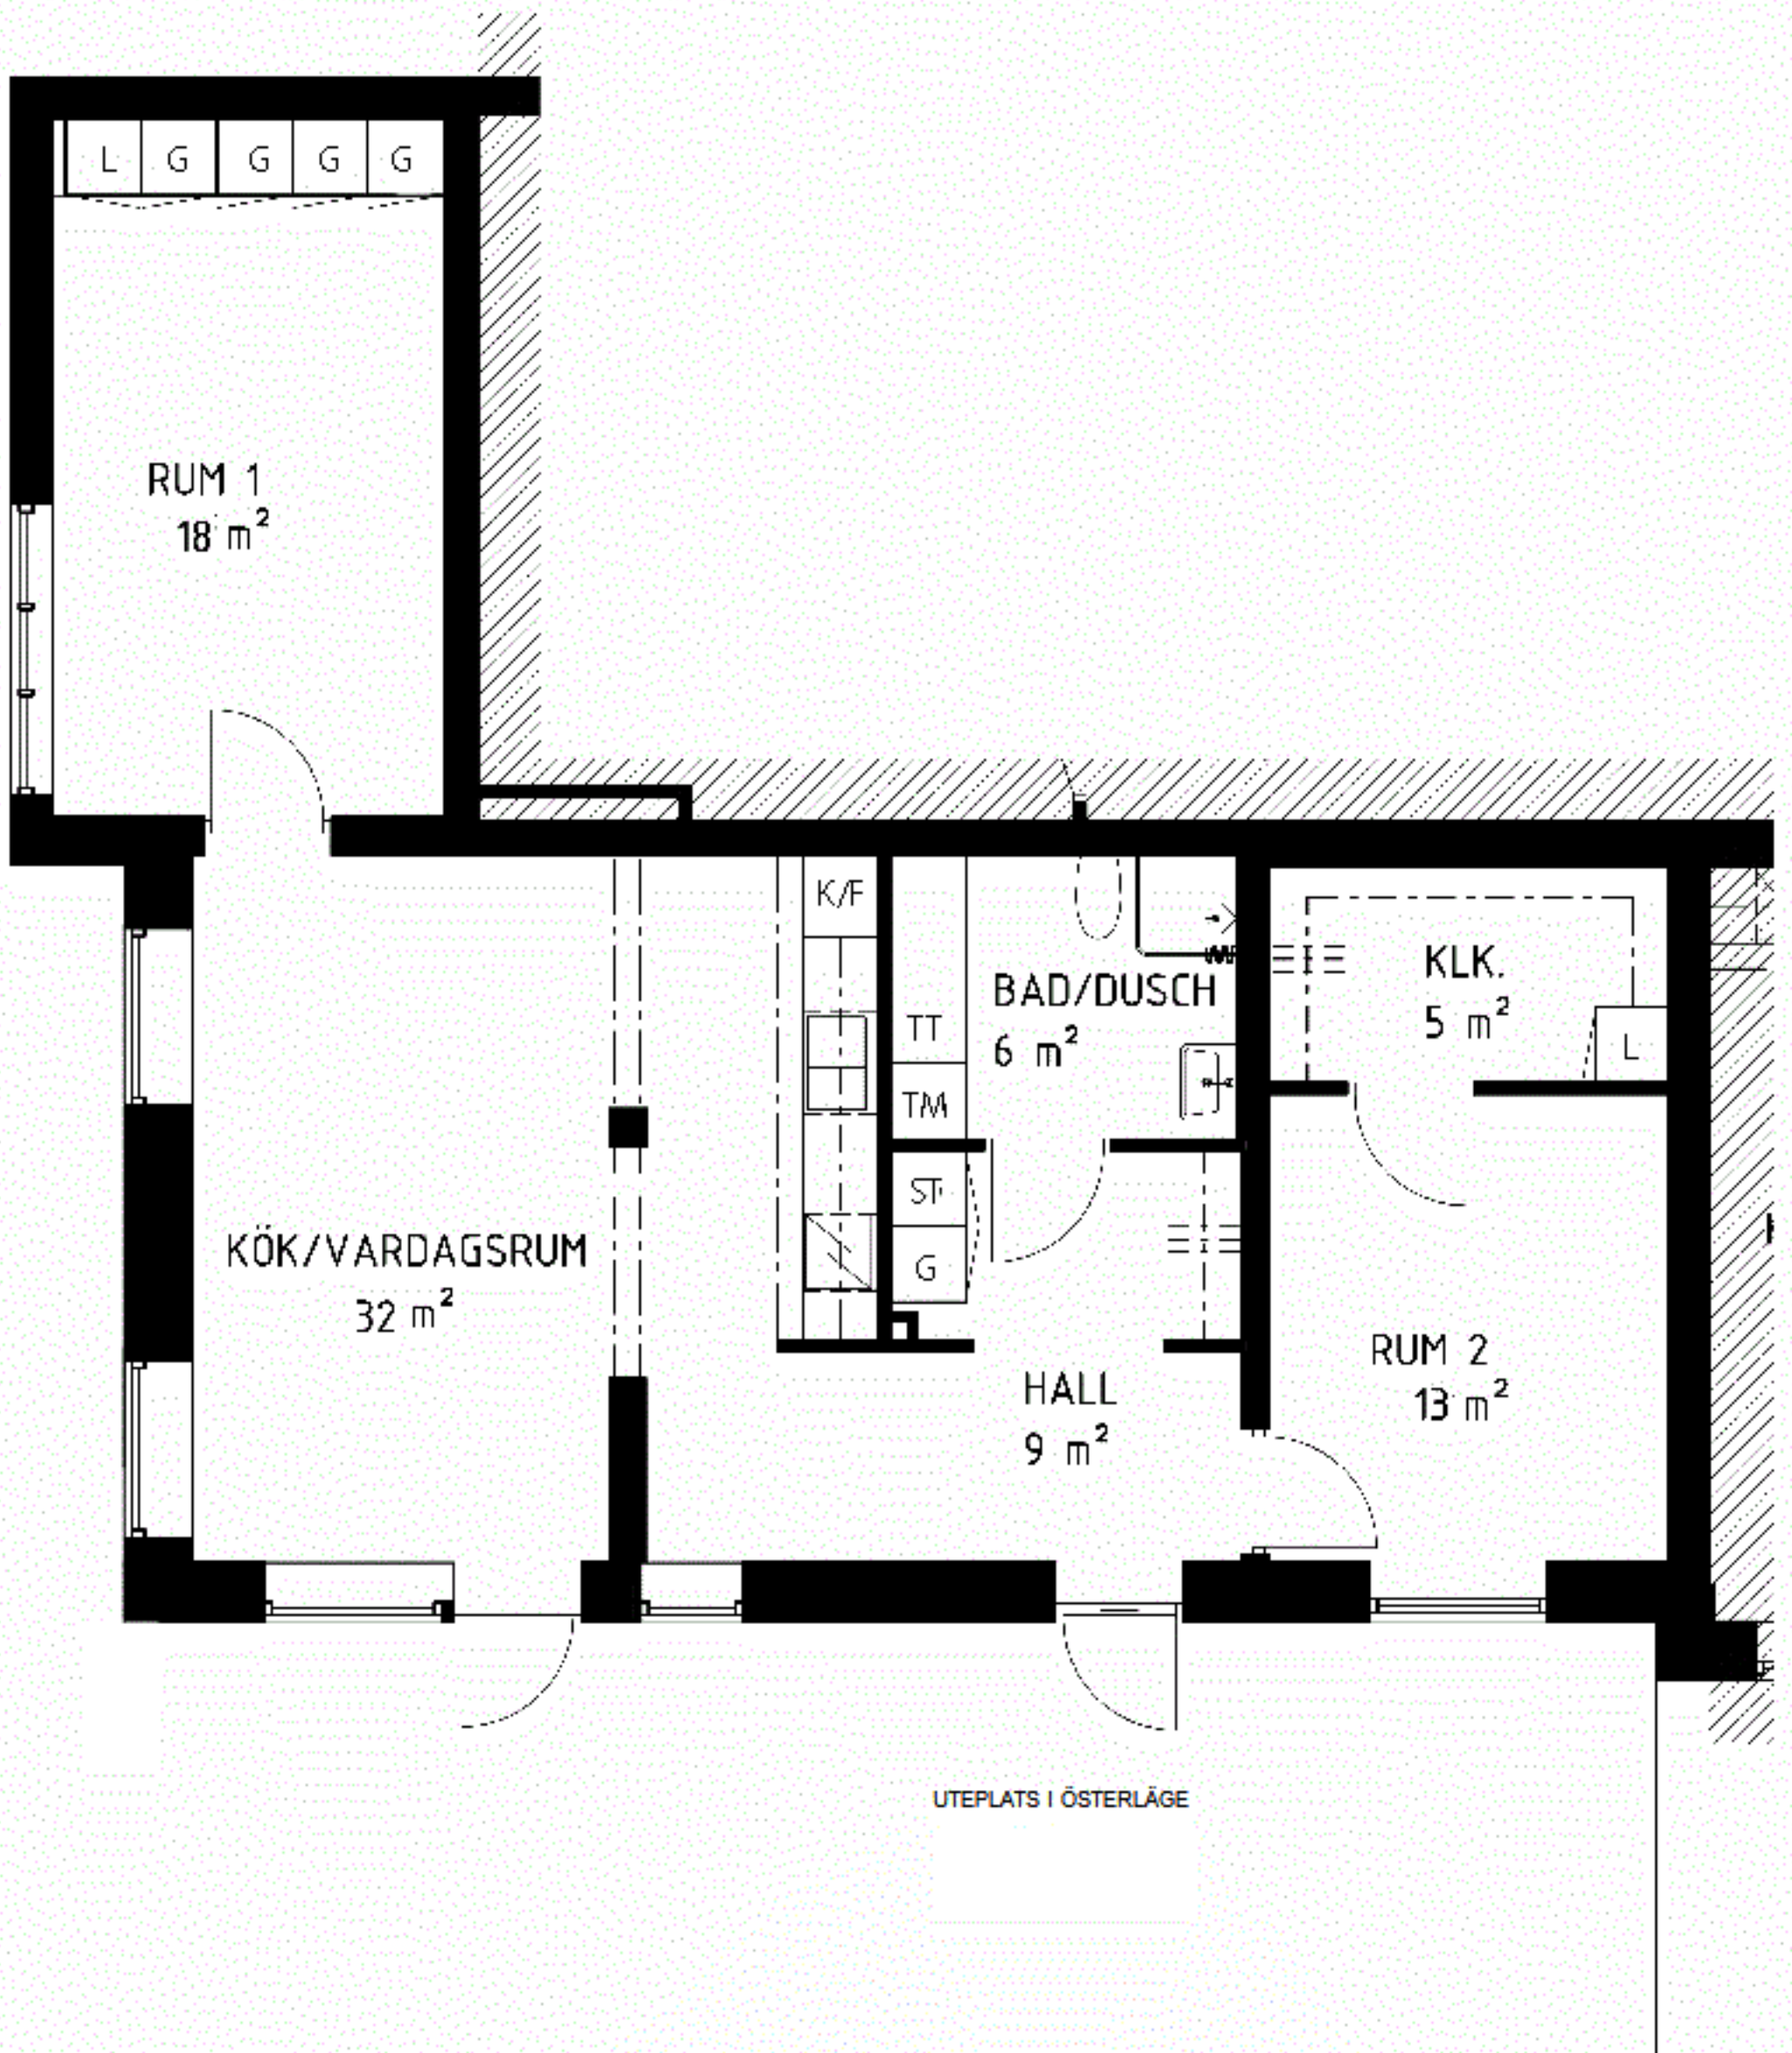 L G G G G
RUM 1
18 m²
K/F
BAD/DUSCH
6 m²
TT
TM
KLK.
5 m²
L
ST
G
KÖK/VARDAGSRUM
32 m²
HALL
9 m²
RUM 2
13 m²
UTEPLATS I ÖSTERLÄGE